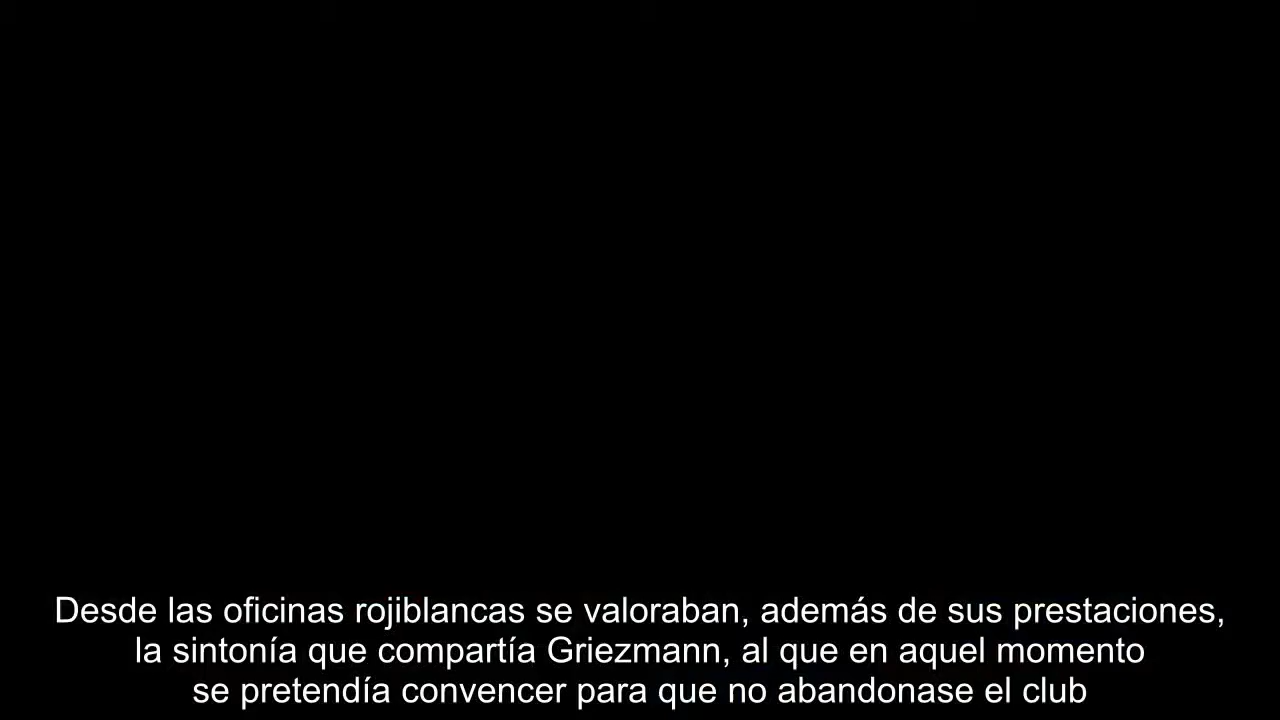 Desde las oficinas rojiblancas se valoraban, además de sus prestaciones,
la sintonía que compartía Griezmann, al que en aquel momento
se pretendía convencer para que no abandonase el club